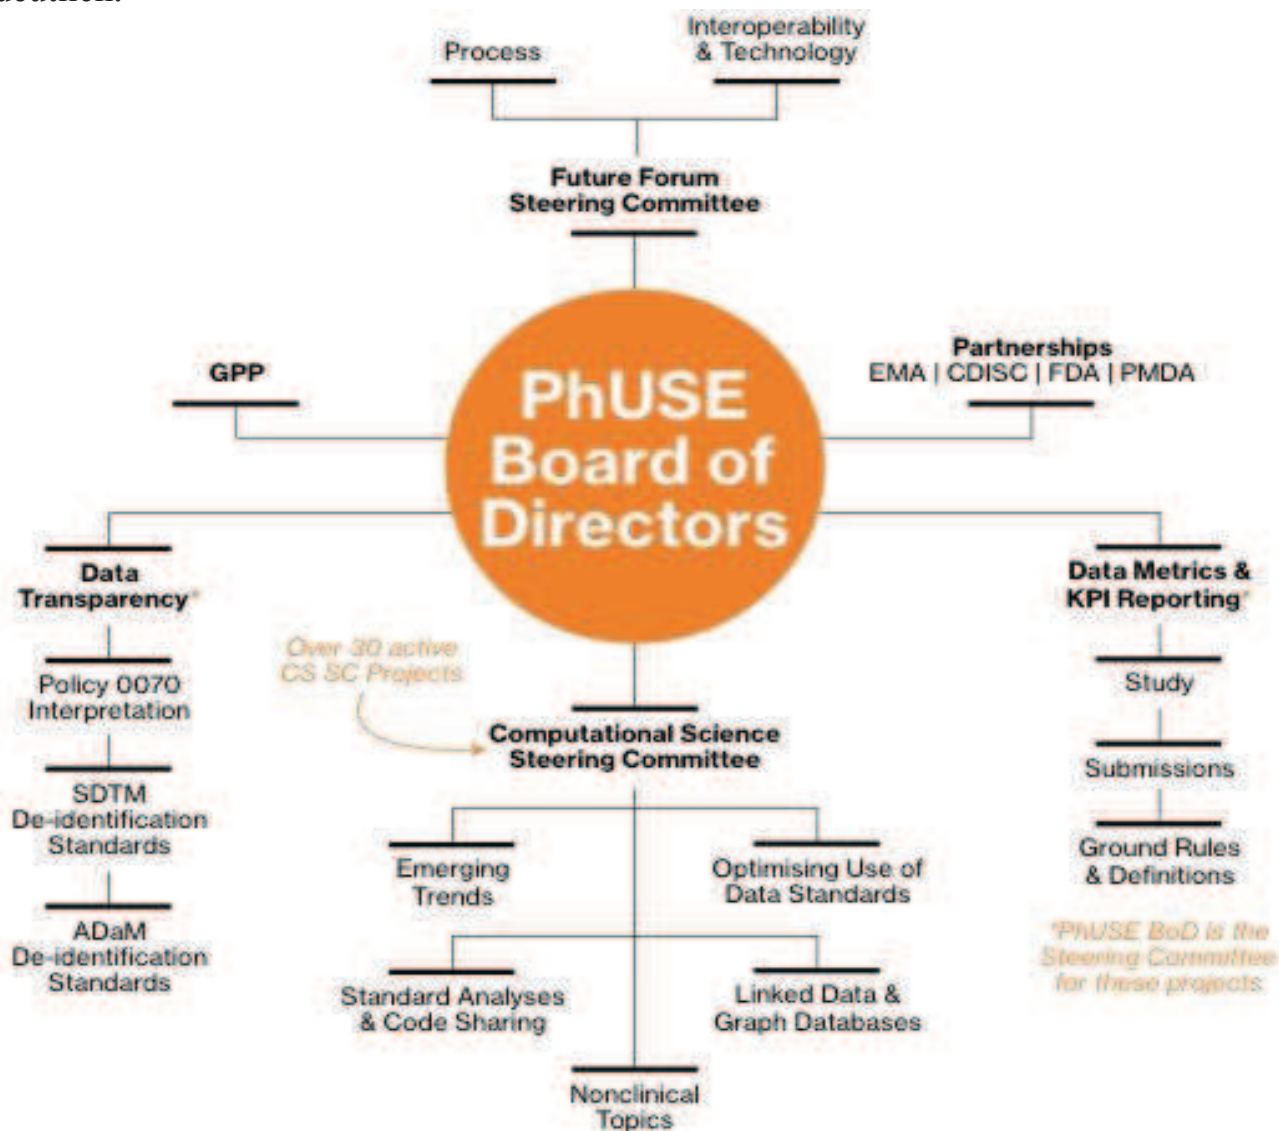 Process
Interoperability
& Technology
Future Forum
Steering Committee
GPP
Partnerships
EMA | CDISC | FDA | PMDA
PhUSE
Board of
Directors
Data
Transparency*
Policy 0070
Interpretation
SDTM
De-identification
Standards
ADaM
De-identification
Standards
Over 30 active
CS SC Projects
Computational Science
Steering Committee
Emerging
Trends
Optimising Use of
Data Standards
Standard Analyses
& Code Sharing
Linked Data &
Graph Databases
Nonclinical
Topics
Data Metrics &
KPI Reporting*
Study
Submissions
Ground Rules
& Definitions
*PhUSE BoD is the
Steering Committee
for these projects